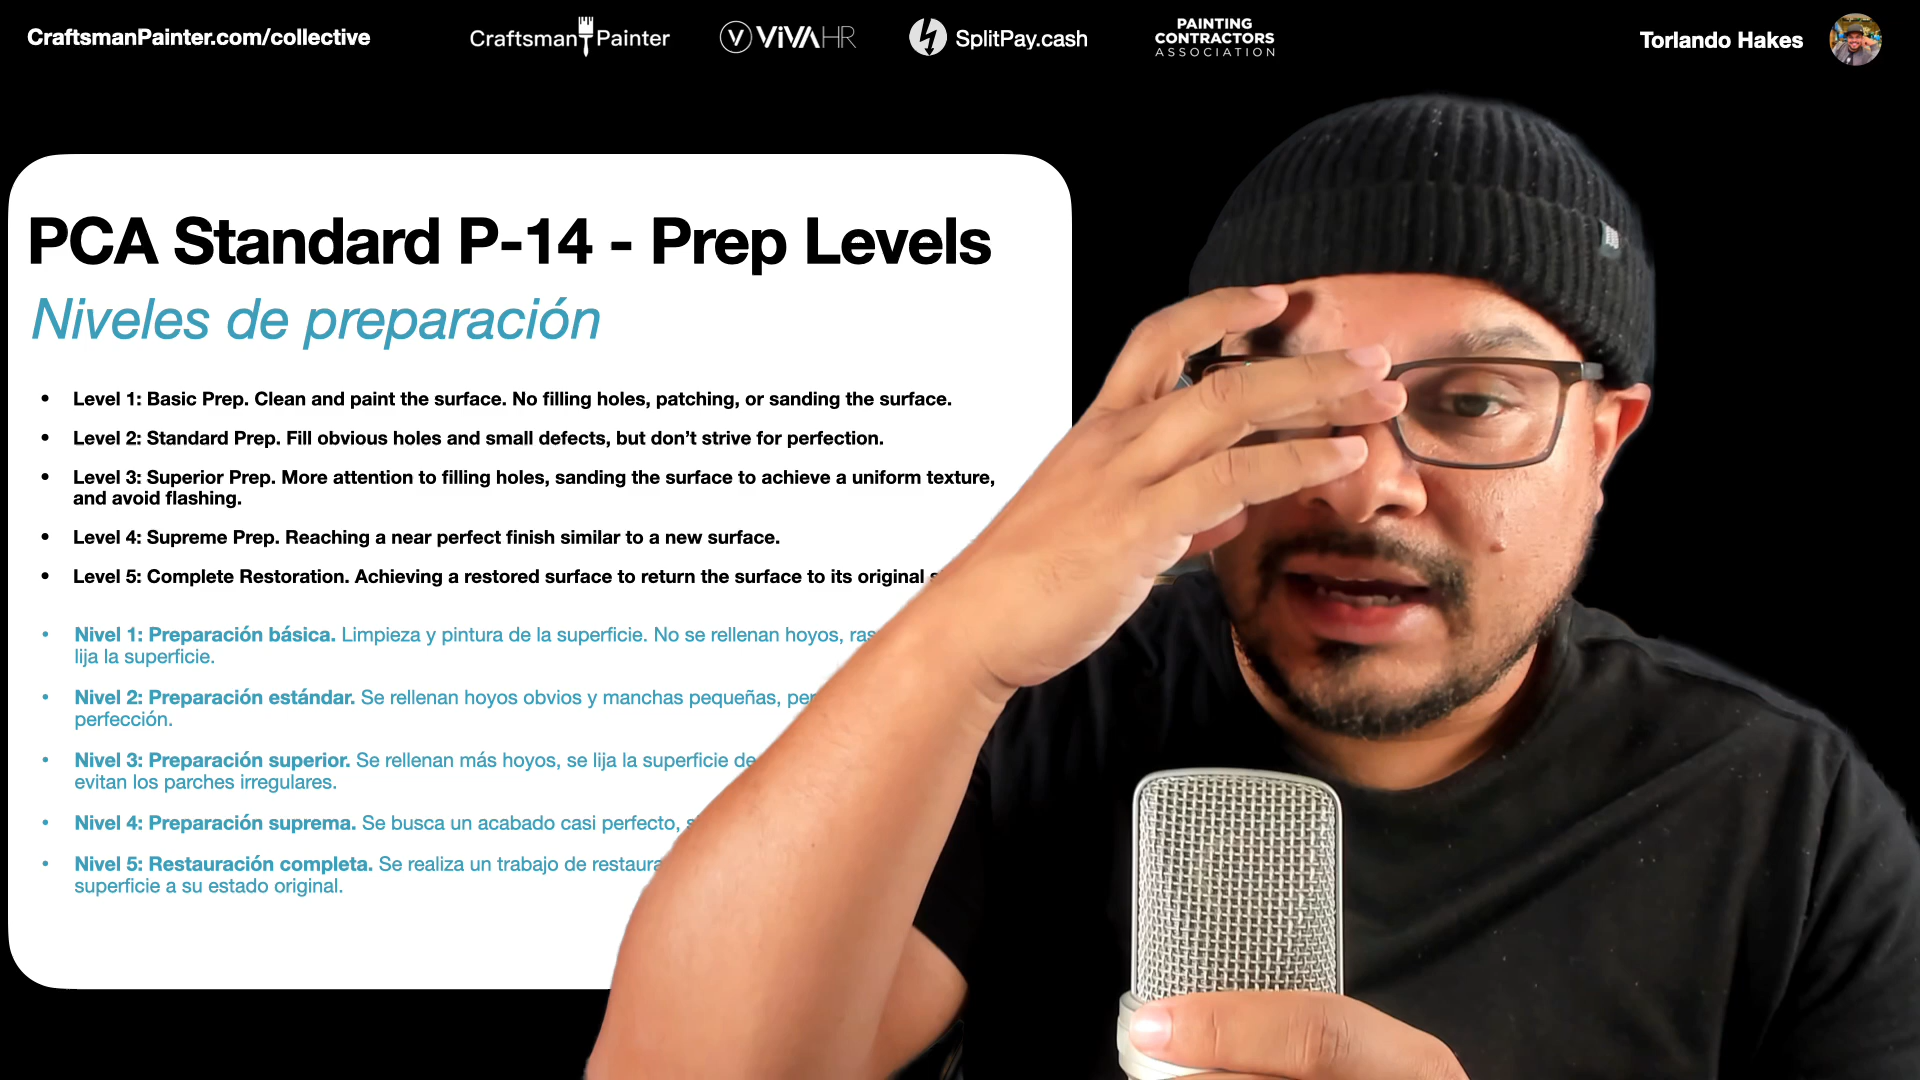 CraftsmanPainter.com/collective
Craftsman Painter
VIVAHR
SplitPay.cash
PAINTING
CONTRACTORS
ASSOCIATION
Torlando Hakes
PCA Standard P-14 - Prep Levels
Niveles de preparación
• Level 1: Basic Prep. Clean and paint the surface. No filling holes, patching, or sanding the surface.
• Level 2: Standard Prep. Fill obvious holes and small defects, but don't strive for perfection.
• Level 3: Superior Prep. More attention to filling holes, sanding the surface to achieve a uniform texture,
and avoid flashing.
• Level 4: Supreme Prep. Reaching a near perfect finish similar to a new surface.
• Level 5: Complete Restoration. Achieving a restored surface to return the surface to its original
• Nivel 1: Preparación básica. Limpieza y pintura de la superficie. No se rellenan hoyos,
lija la superficie.
• Nivel 2: Preparación estándar. Se rellenan hoyos obvios y manchas pequeñas,
perfección.
• Nivel 3: Preparación superior. Se rellenan más hoyos, se lija la superficie de
evitan los parches irregulares.
• Nivel 4: Preparación suprema. Se busca un acabado casi perfecto,
• Nivel 5: Restauración completa. Se realiza un trabajo de
superficie a su estado original.